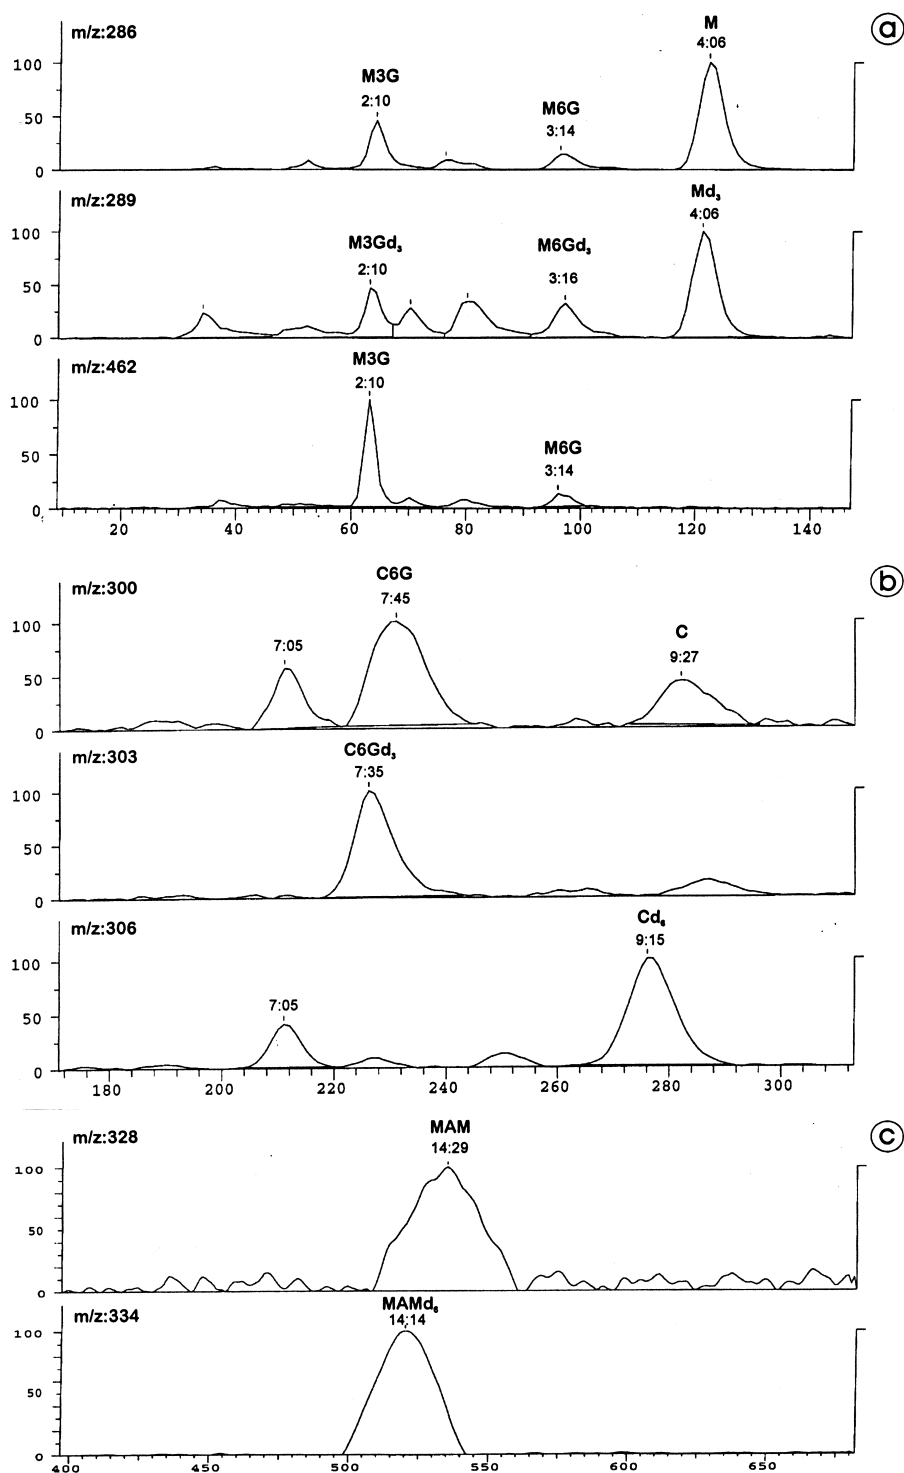 a
m/z:286
M
4:06
M3G
2:10
M6G
3:14
100
50
0
m/z:289
Md₃
4:06
M3Gd₃
2:10
M6Gd₃
3:16
100
50
0
m/z:462
M3G
2:10
M6G
3:14
100
50
0
20 40 60 80 100 120 140
b
m/z:300
C6G
7:45
7:05
C
9:27
100
50
0
m/z:303
C6Gd₃
7:35
100
50
0
m/z:306
Cd₆
9:15
7:05
100
50
0
180 200 220 240 260 280 300
c
m/z:328
MAM
14:29
100
50
0
m/z:334
MAMd₆
14:14
100
50
0
400 450 500 550 600 650